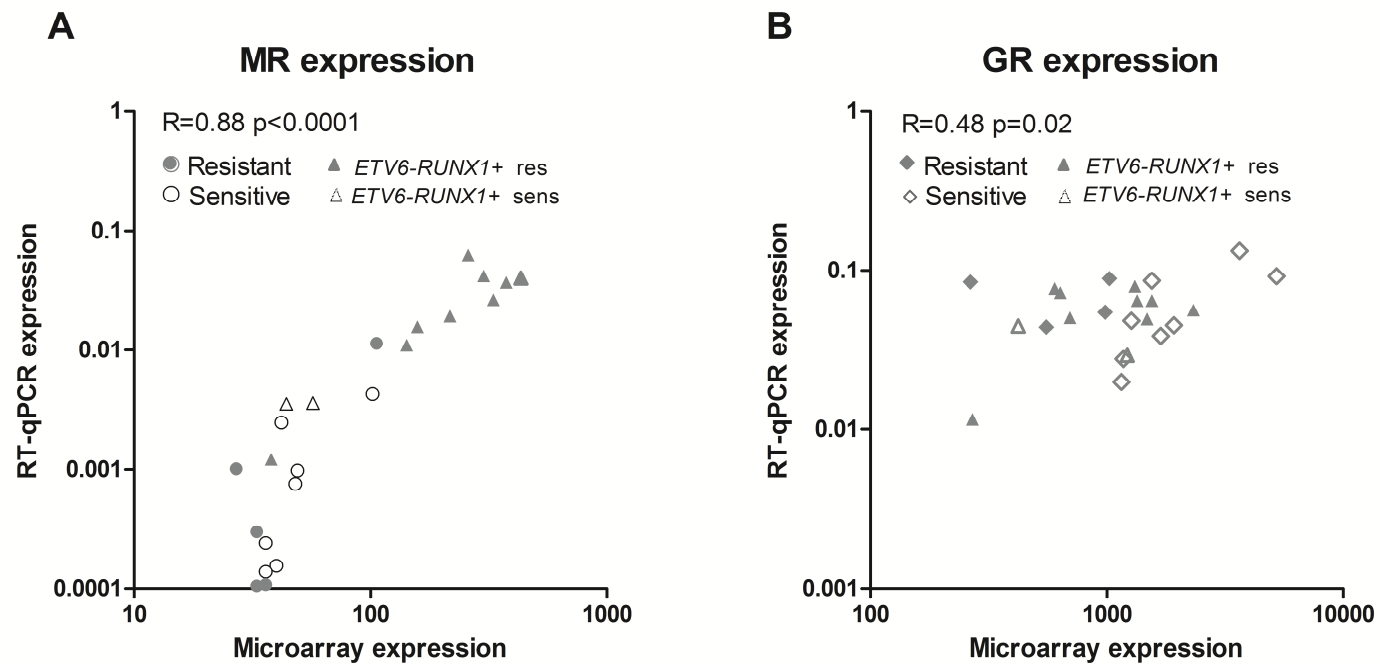 A
MR expression
R=0.88 p<0.0001
Resistant
ETV6-RUNX1+ res
Sensitive
ETV6-RUNX1+ sens
RT-qPCR expression
1
0.1
0.01
0.001
0.0001
10
100
1000
Microarray expression
B
GR expression
R=0.48 p=0.02
Resistant
ETV6-RUNX1+ res
Sensitive
ETV6-RUNX1+ sens
RT-qPCR expression
1
0.1
0.01
0.001
100
1000
10000
Microarray expression